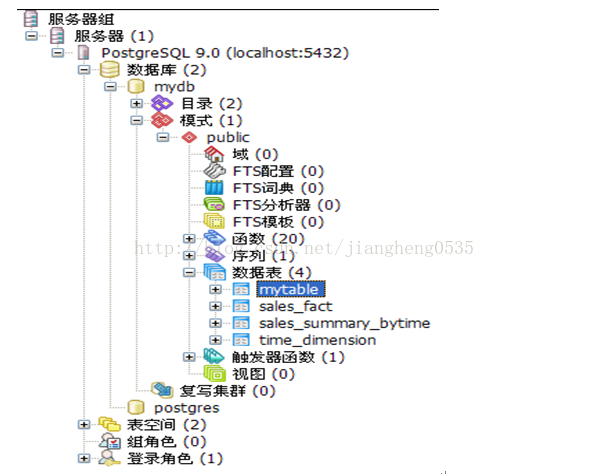 服务器组
服务器 (1)
PostgreSQL 9.0 (localhost:5432)
数据库 (2)
mydb
目录 (2)
模式 (1)
public
域 (0)
FTS配置 (0)
FTS词典 (0)
FTS分析器 (0)
FTS模板 (0)
函数 (20)
http://blog.csdn.net/jiangheng0535
序列 (1)
数据表 (4)
mytable
sales_fact
sales_summary_bytime
time_dimension
触发器函数 (1)
视图 (0)
复写集群 (0)
postgres
表空间 (2)
组角色 (0)
登录角色 (1)